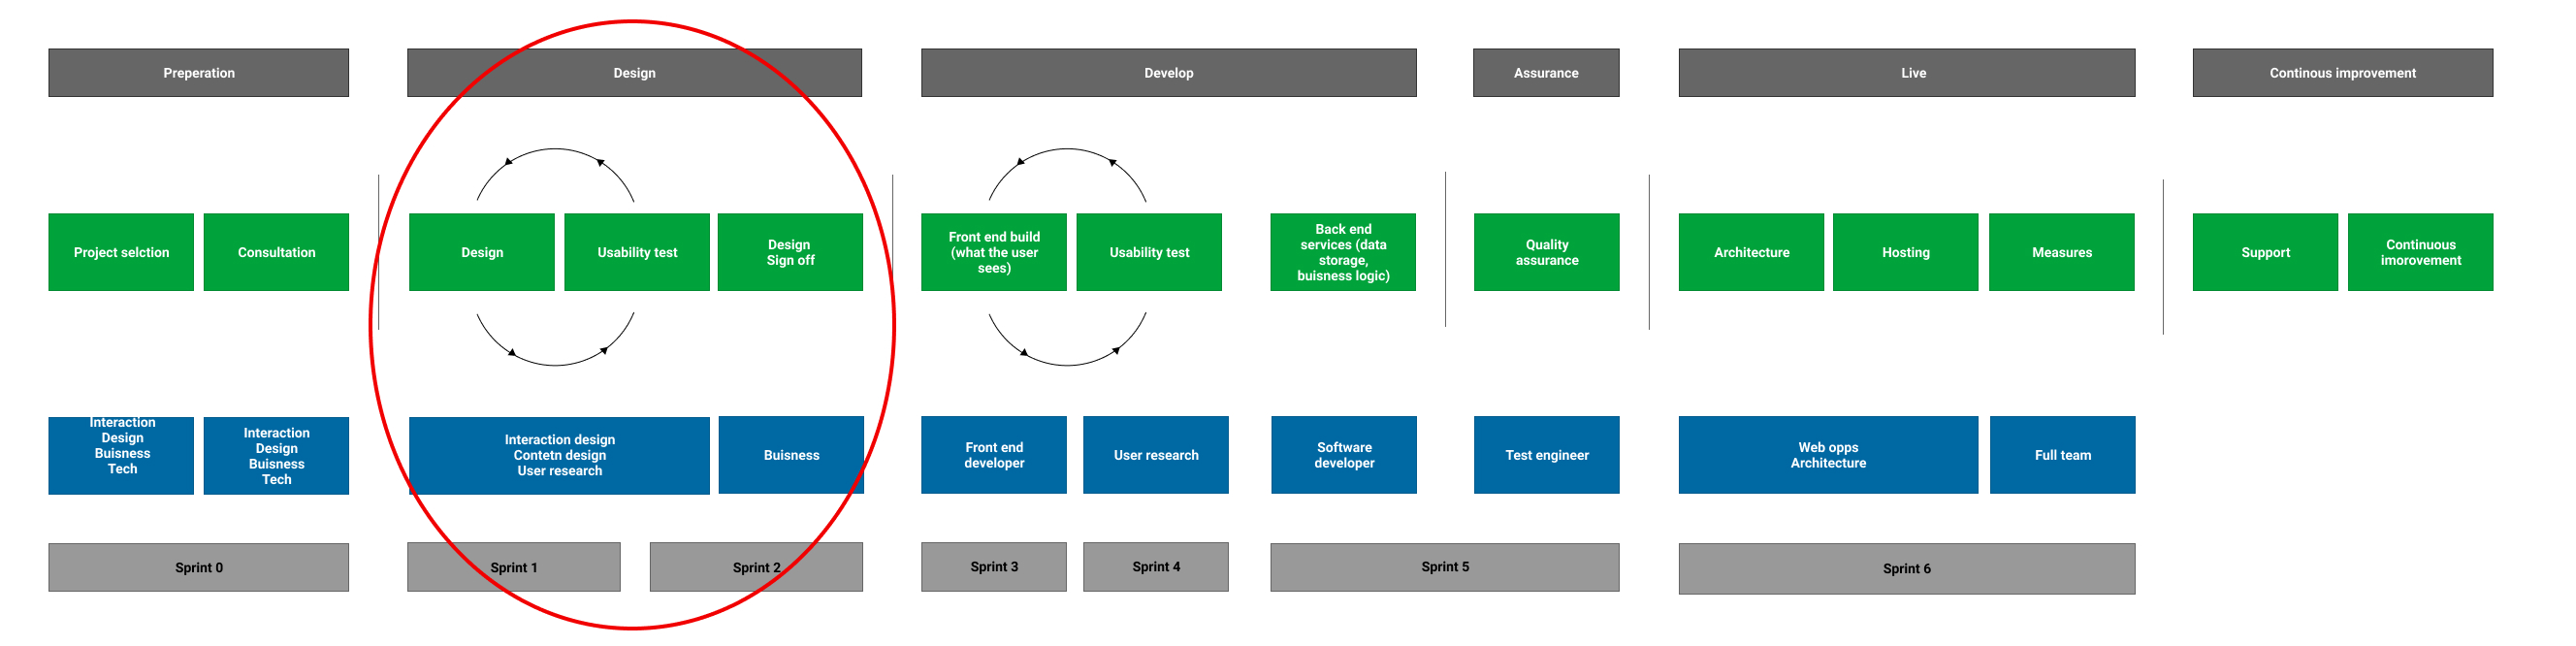 Preperation
Design
Develop
Assurance
Live
Continous improvement
Project selction
Consultation
Design
Usability test
Design
Sign off
Front end build
(what the user
sees)
Usability test
Back end
services (data
storage,
buisness logic)
Quality
assurance
Architecture
Hosting
Measures
Support
Continuous
imorovement
Interaction
Design
Buisness
Tech
Interaction
Design
Buisness
Tech
Interaction design
Contetn design
User research
Buisness
Front end
developer
User research
Software
developer
Test engineer
Web opps
Architecture
Full team
Sprint 0
Sprint 1
Sprint 2
Sprint 3
Sprint 4
Sprint 5
Sprint 6